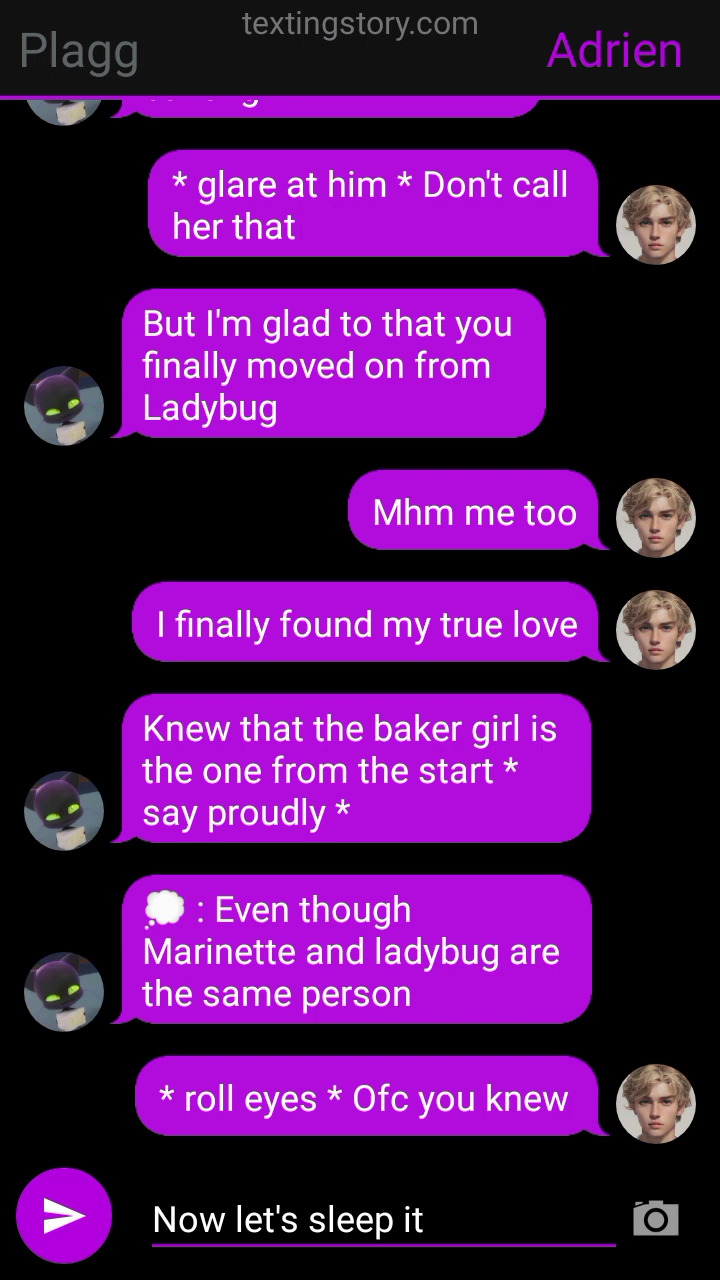 textingstory.com
Plagg
Adrien
* glare at him * Don't call
her that
But I'm glad to that you
finally moved on from
Ladybug
Mhm me too
I finally found my true love
Knew that the baker girl is
the one from the start *
say proudly *
💭 : Even though
Marinette and ladybug are
the same person
* roll eyes * Ofc you knew
Now let's sleep it